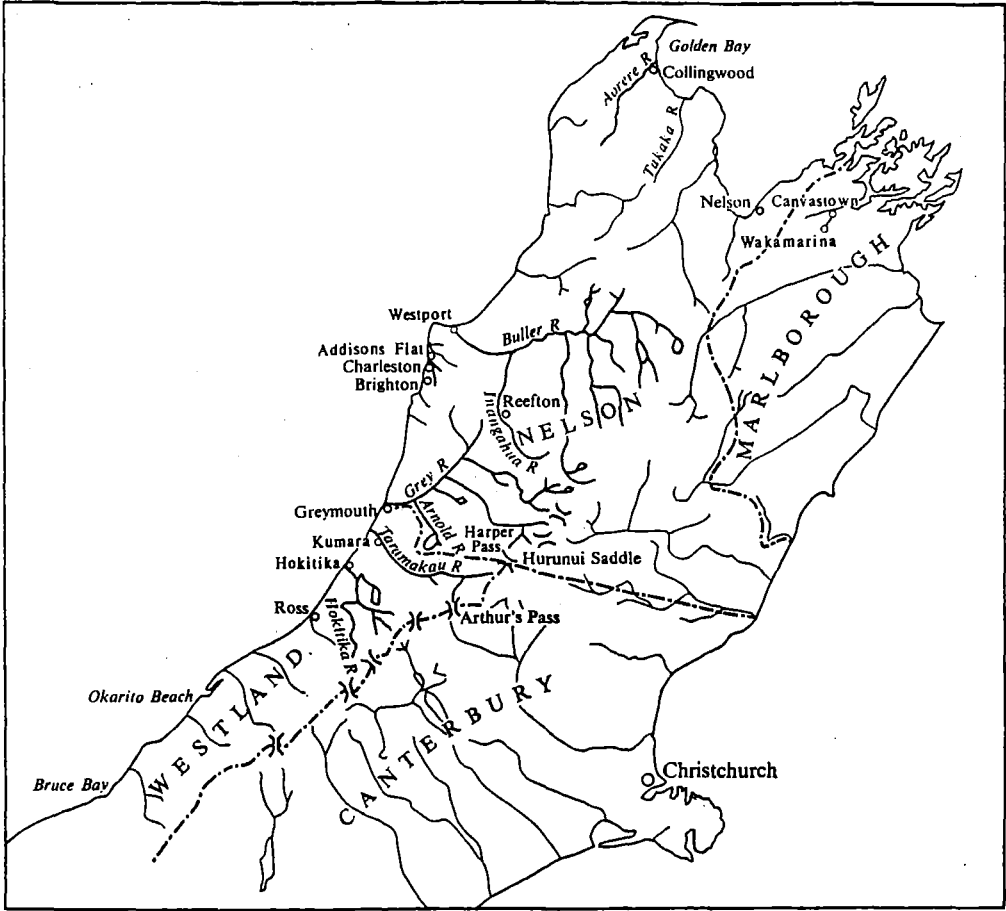 Golden Bay
Collingwood
Aorere R
Takaka R
Nelson
Canvastown
Wakamarina
MARLBOROUGH
Westport
Buller R
Addisons Flat
Charleston
Brighton
Reefton
Inangahua R
NELSON
Grey R
Greymouth
Arnold R
Harper
Pass
Kumara
Taramakau R
Hurunui Saddle
Hokitika
Ross
Hokitika R
Arthur's Pass
WESTLAND
Okarito Beach
CANTERBURY
Bruce Bay
Christchurch